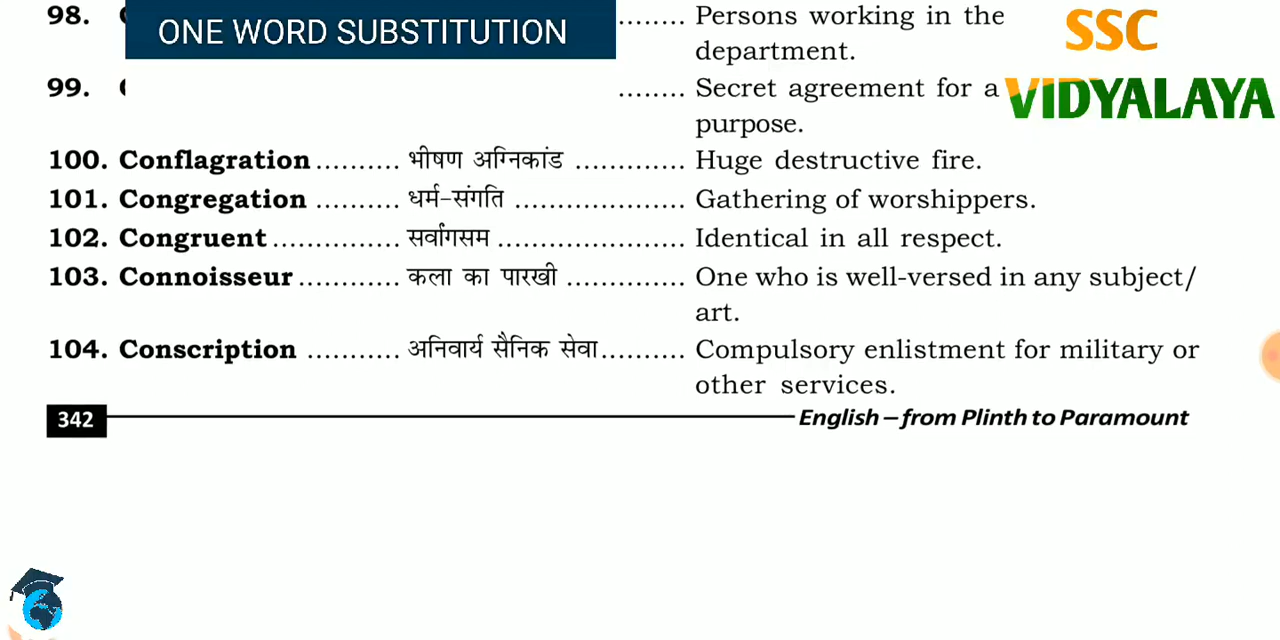 98. ........ Persons working in the
department.
ONE WORD SUBSTITUTION
SSC
VIDYALAYA
99. ........ Secret agreement for a
purpose.
100. Conflagration .......... भीषण अग्निकांड ............. Huge destructive fire.
101. Congregation .......... धर्म-संगति .................... Gathering of worshippers.
102. Congruent .............. सर्वांगसम ...................... Identical in all respect.
103. Connoisseur ............ कला का पारखी .............. One who is well-versed in any subject/
art.
104. Conscription ........... अनिवार्य सैनिक सेवा.......... Compulsory enlistment for military or
other services.
342 English – from Plinth to Paramount